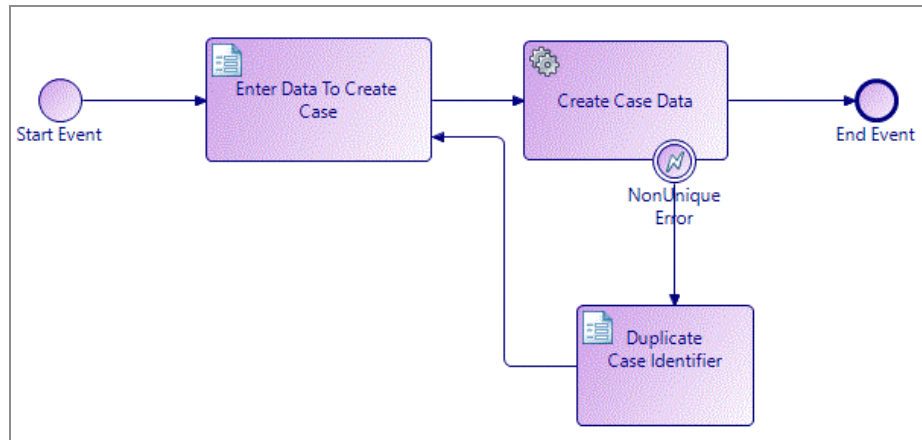 Enter Data To Create
Case
Create Case Data
Start Event
End Event
NonUnique
Error
Duplicate
Case Identifier